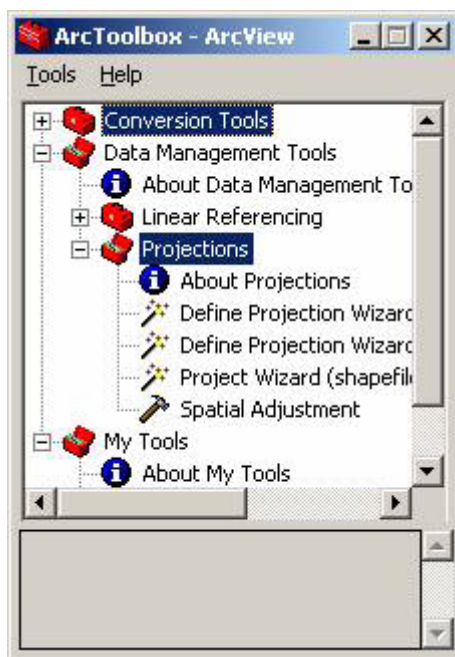 ArcToolbox - ArcView
Tools Help
Conversion Tools
Data Management Tools
About Data Management To
Linear Referencing
Projections
About Projections
Define Projection Wizard
Define Projection Wizard
Project Wizard (shapefil
Spatial Adjustment
My Tools
About My Tools